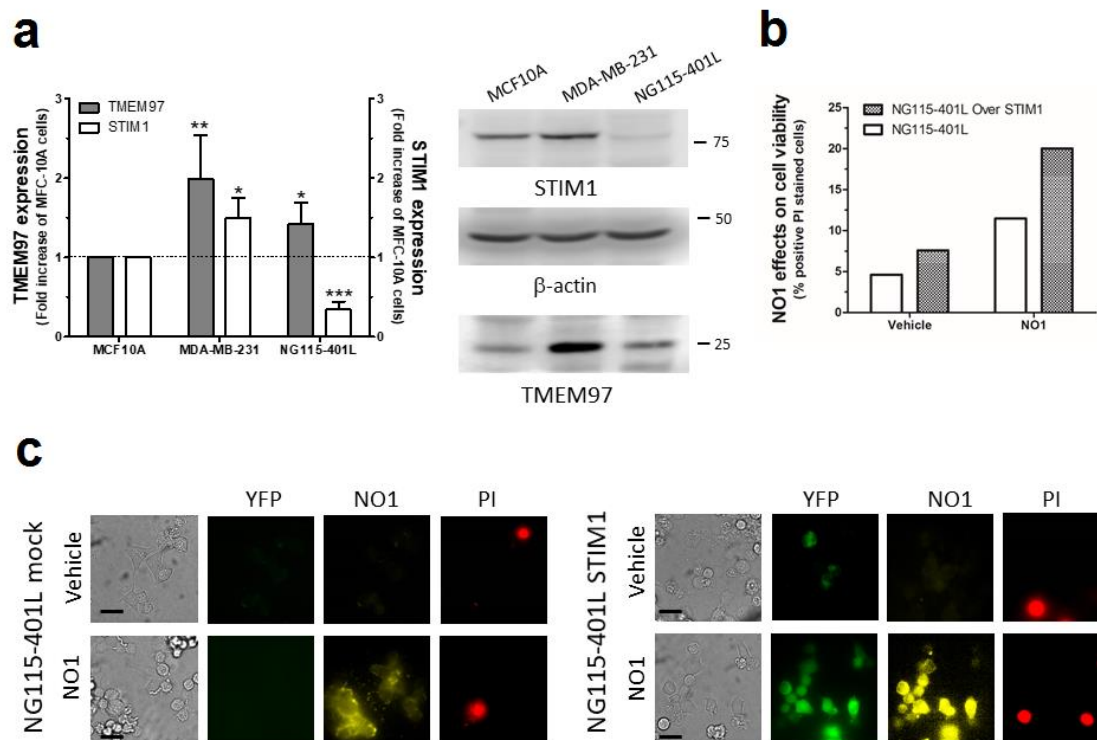 a
3
2
1
0
TMEM97
STIM1
**
*
*
***
3
2
1
0
TMEM97 expression
(Fold increase of MFC-10A cells)
STIM1 expression
(Fold increase of MFC-10A cells)
MCF10A
MDA-MB-231
NG115-401L
MCF10A
MDA-MB-231
NG115-401L
75
STIM1
50
β-actin
25
TMEM97
b
25
20
15
10
5
0
NG115-401L Over STIM1
NG115-401L
NO1 effects on cell viability
(% positive PI stained cells)
Vehicle
NO1
c
YFP
NO1
PI
NG115-401L mock
Vehicle
NO1
YFP
NO1
PI
NG115-401L STIM1
Vehicle
NO1